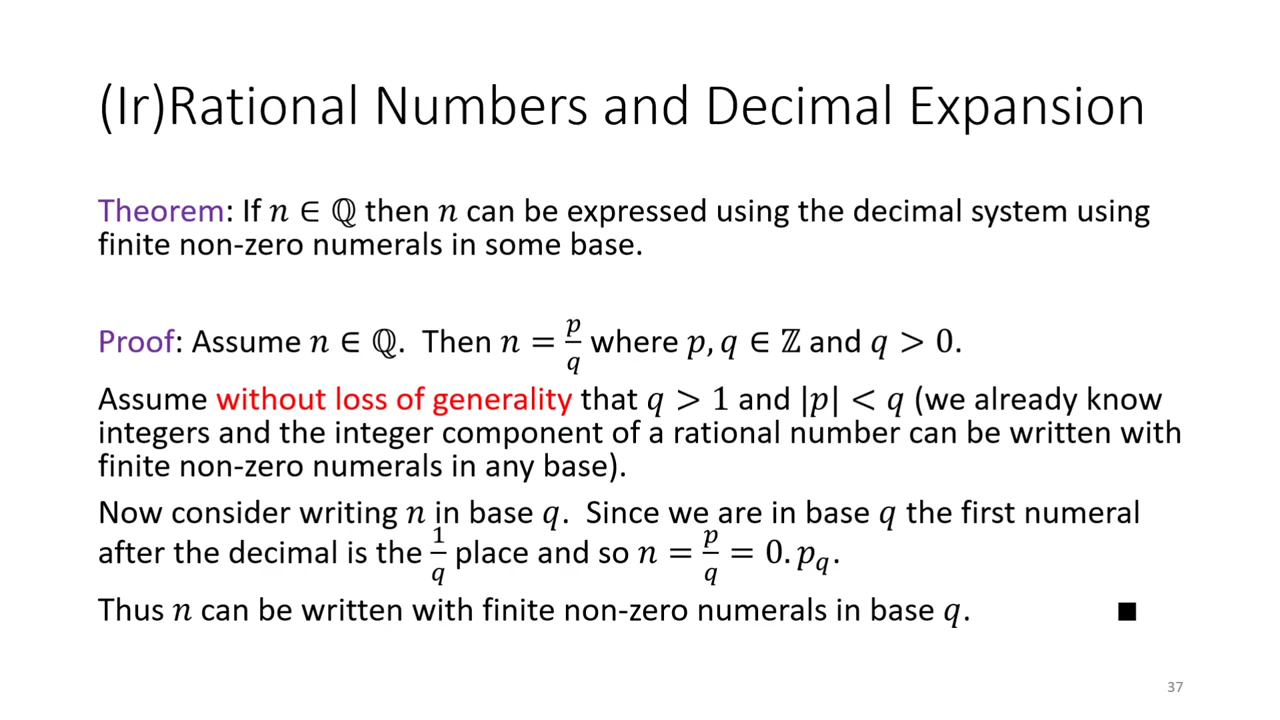 (Ir)Rational Numbers and Decimal Expansion
Theorem: If 𝑛 ∈ ℚ then 𝑛 can be expressed using the decimal system using
finite non-zero numerals in some base.
Proof: Assume 𝑛 ∈ ℚ. Then 𝑛 = 𝑝/𝑞 where 𝑝, 𝑞 ∈ ℤ and 𝑞 > 0.
Assume without loss of generality that 𝑞 > 1 and |𝑝| < 𝑞 (we already know
integers and the integer component of a rational number can be written with
finite non-zero numerals in any base).
Now consider writing 𝑛 in base 𝑞. Since we are in base 𝑞 the first numeral
after the decimal is the 1/𝑞 place and so 𝑛 = 𝑝/𝑞 = 0. 𝑝_𝑞.
Thus 𝑛 can be written with finite non-zero numerals in base 𝑞. ■
37